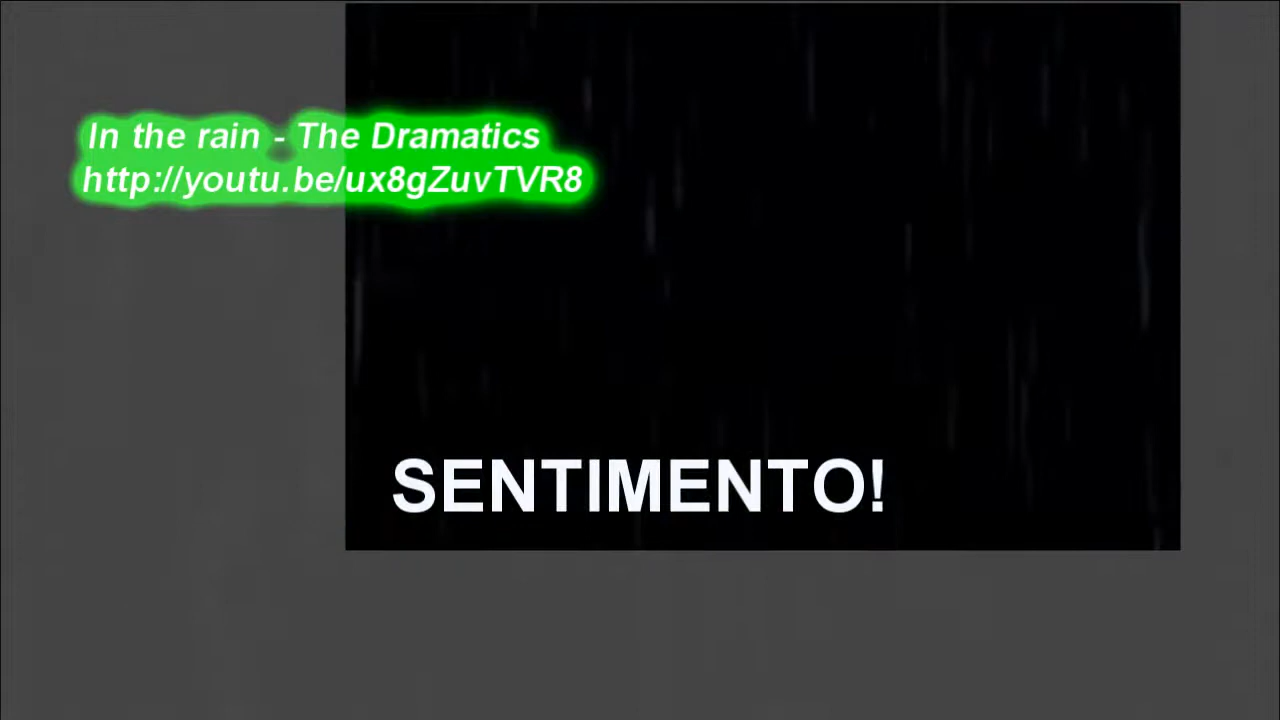 In the rain - The Dramatics
http://youtu.be/ux8gZuvTVR8
SENTIMENTO!